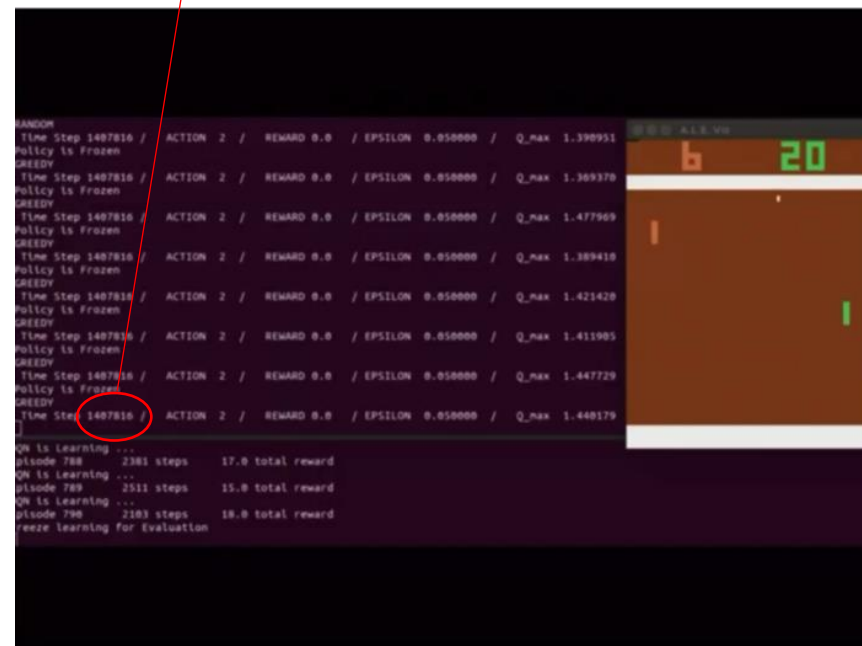 RANDOM
Time Step 1407816 / ACTION 2 / REWARD 0.0 / EPSILON 0.050000 / Q_max 1.390951
Policy is Frozen
GREEDY
Time Step 1407816 / ACTION 2 / REWARD 0.0 / EPSILON 0.050000 / Q_max 1.369370
Policy is Frozen
GREEDY
Time Step 1407816 / ACTION 2 / REWARD 0.0 / EPSILON 0.050000 / Q_max 1.477969
Policy is Frozen
GREEDY
Time Step 1407816 / ACTION 2 / REWARD 0.0 / EPSILON 0.050000 / Q_max 1.389410
Policy is Frozen
GREEDY
Time Step 1407816 / ACTION 2 / REWARD 0.0 / EPSILON 0.050000 / Q_max 1.421420
Policy is Frozen
GREEDY
Time Step 1407816 / ACTION 2 / REWARD 0.0 / EPSILON 0.050000 / Q_max 1.411905
Policy is Frozen
GREEDY
Time Step 1407816 / ACTION 2 / REWARD 0.0 / EPSILON 0.050000 / Q_max 1.447729
Policy is Frozen
GREEDY
Time Step 1407816 / ACTION 2 / REWARD 0.0 / EPSILON 0.050000 / Q_max 1.440179
QN is Learning ...
pisode 788 2381 steps 17.0 total reward
QN is Learning ...
pisode 789 2511 steps 15.0 total reward
QN is Learning ...
pisode 790 2103 steps 18.0 total reward
reeze learning for Evaluation
A.L.E. Viz
6 20